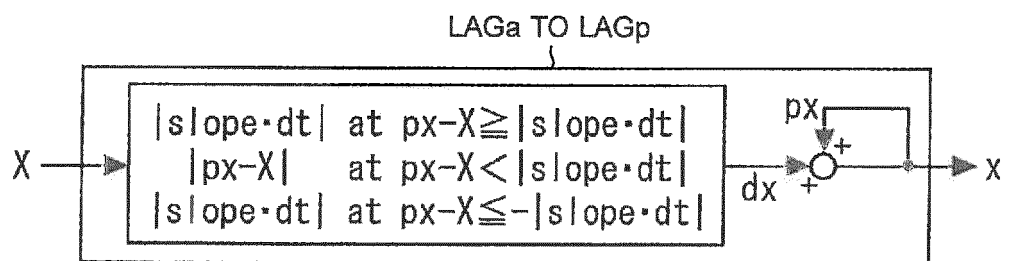 LAGa TO LAGp
|slope·dt| at px-X≧|slope·dt|
|px-X| at px-X<|slope·dt|
|slope·dt| at px-X≦-|slope·dt|
X
px
+
+
dx
x